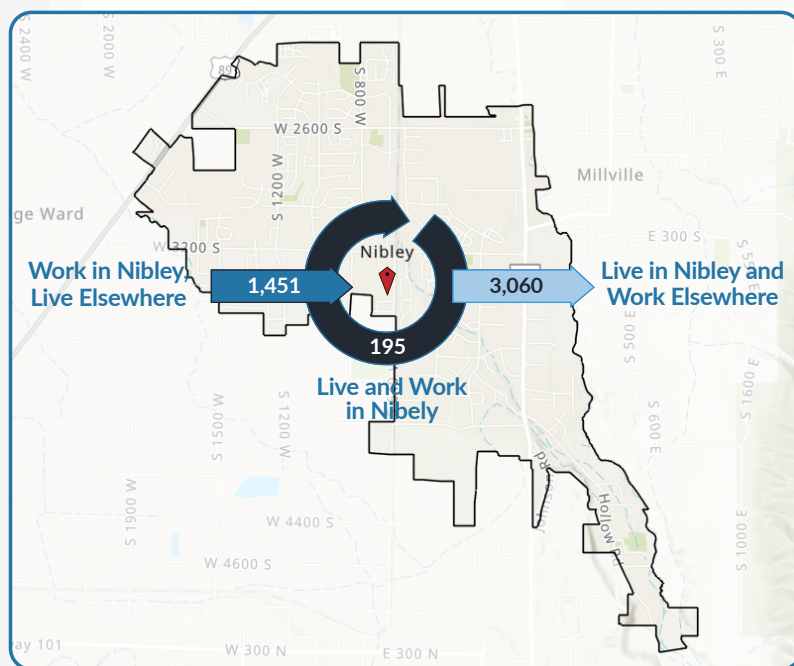 S 2400 W
S 2000 W
S 300 E
89
S 800 W
W 2600 S
S 1200 W
Millville
ge Ward
W 3200 S
E 300 S
Nibley
Work in Nibley,
Live Elsewhere
1,451
3,060
Live in Nibley and
Work Elsewhere
195
S 500 E
Live and Work
in Nibely
S 1500 W
S 1200 W
S 1600 E
S 600 E
Hollow Rd
S 1900 W
W 4400 S
S 1000 E
W 4600 S
ay 101
W 300 N
E 300 N